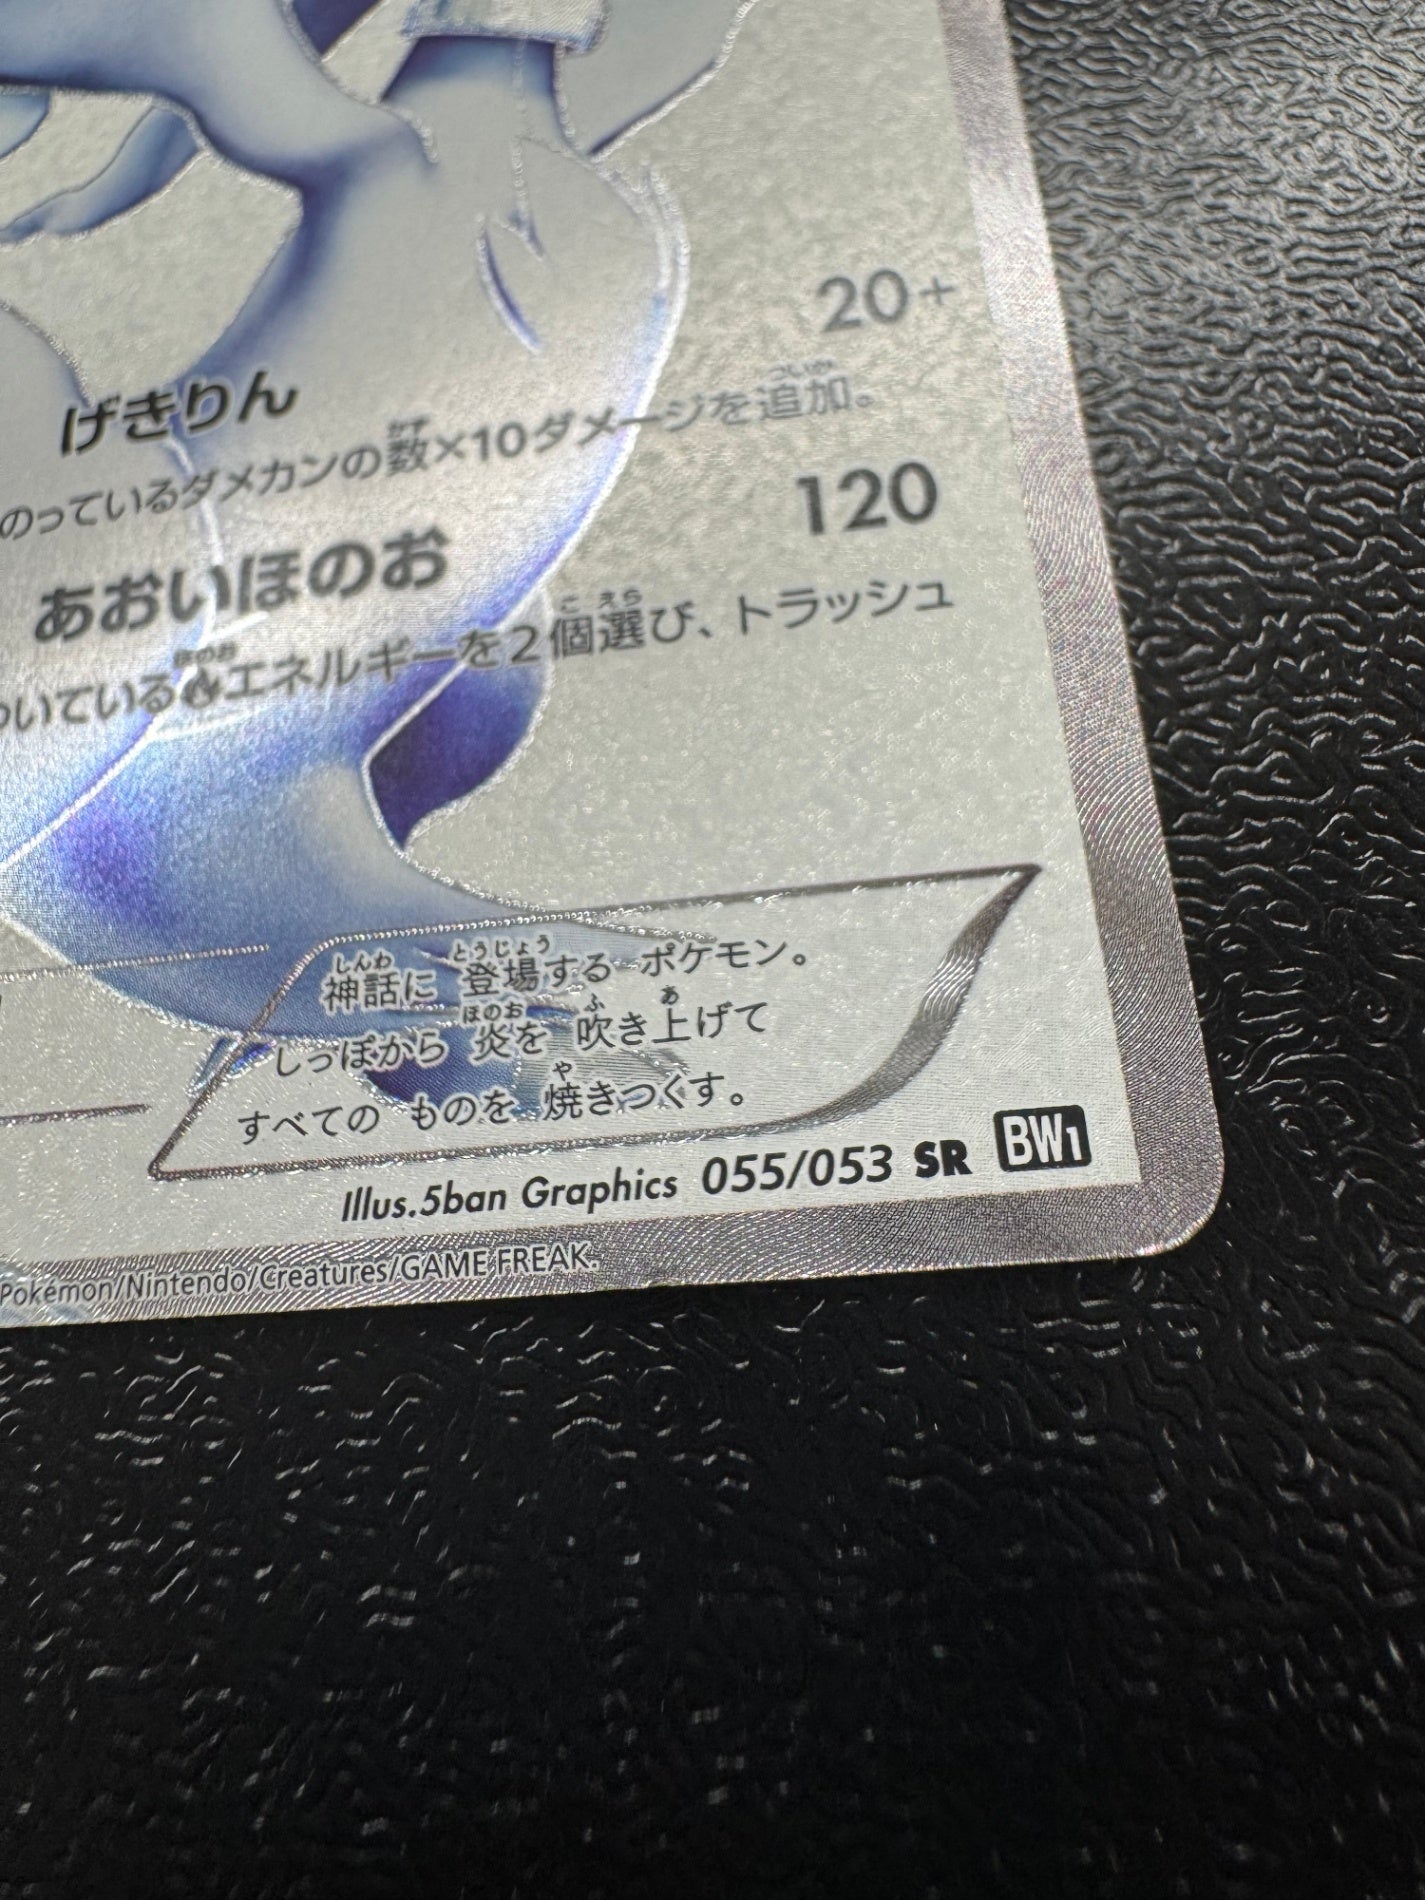 げきりん 20+
のっているダメカンの数×10ダメージを追加。
あおいほのお 120
ついているエネルギーを2個選び、トラッシュ
神話に 登場する ポケモン。
しっぽから 炎を 吹き上げて
すべての ものを 焼きつくす。
Illus.5ban Graphics 055/053 SR BW1
Pokémon/Nintendo/Creatures/GAME FREAK.